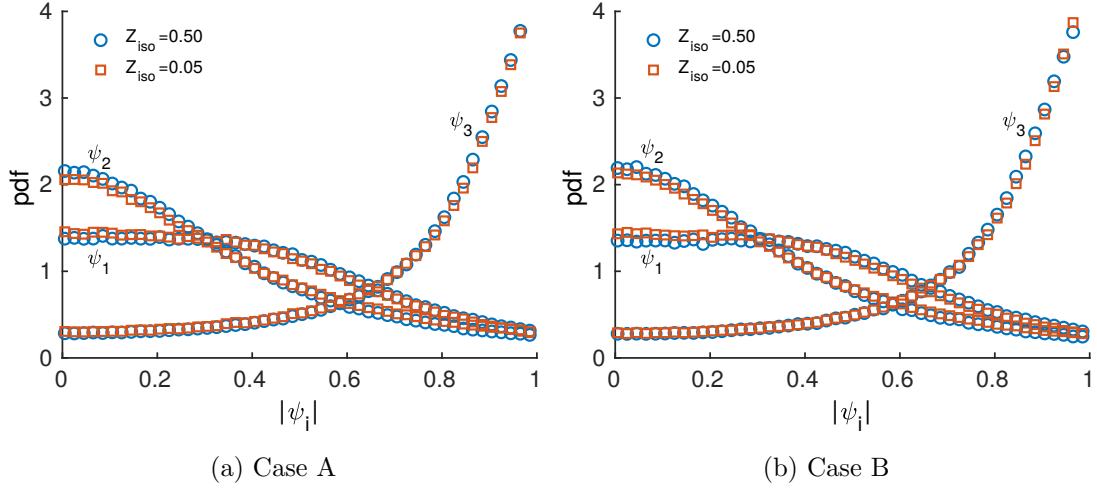 4
3
2
1
0
pdf
Z_iso=0.50
Z_iso=0.05
ψ_2
ψ_1
ψ_3
0 0.2 0.4 0.6 0.8 1
|ψ_i|
(a) Case A
4
3
2
1
0
pdf
Z_iso=0.50
Z_iso=0.05
ψ_2
ψ_1
ψ_3
0 0.2 0.4 0.6 0.8 1
|ψ_i|
(b) Case B